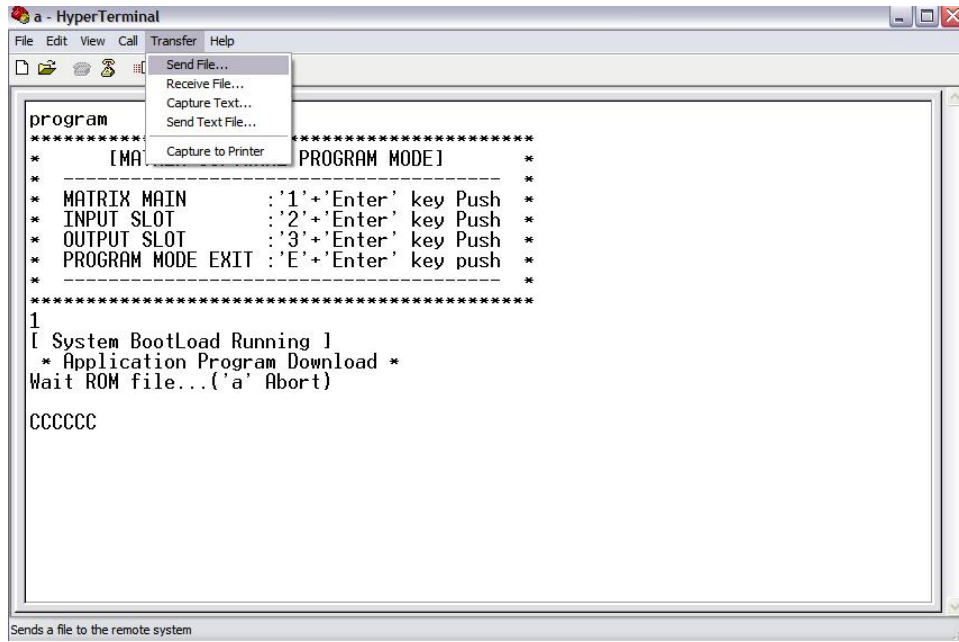 a - HyperTerminal
File Edit View Call Transfer Help
Send File...
Receive File...
Capture Text...
Send Text File...
Capture to Printer
program
**********************************************
* PROGRAM MODE] *
* --------------------------------------- *
* MATRIX MAIN :'1'+'Enter' key Push *
* INPUT SLOT :'2'+'Enter' key Push *
* OUTPUT SLOT :'3'+'Enter' key Push *
* PROGRAM MODE EXIT :'E'+'Enter' key push *
* --------------------------------------- *
**********************************************
1
[ System BootLoad Running ]
* Application Program Download *
Wait ROM file...('a' Abort)
CCCCCC
Sends a file to the remote system